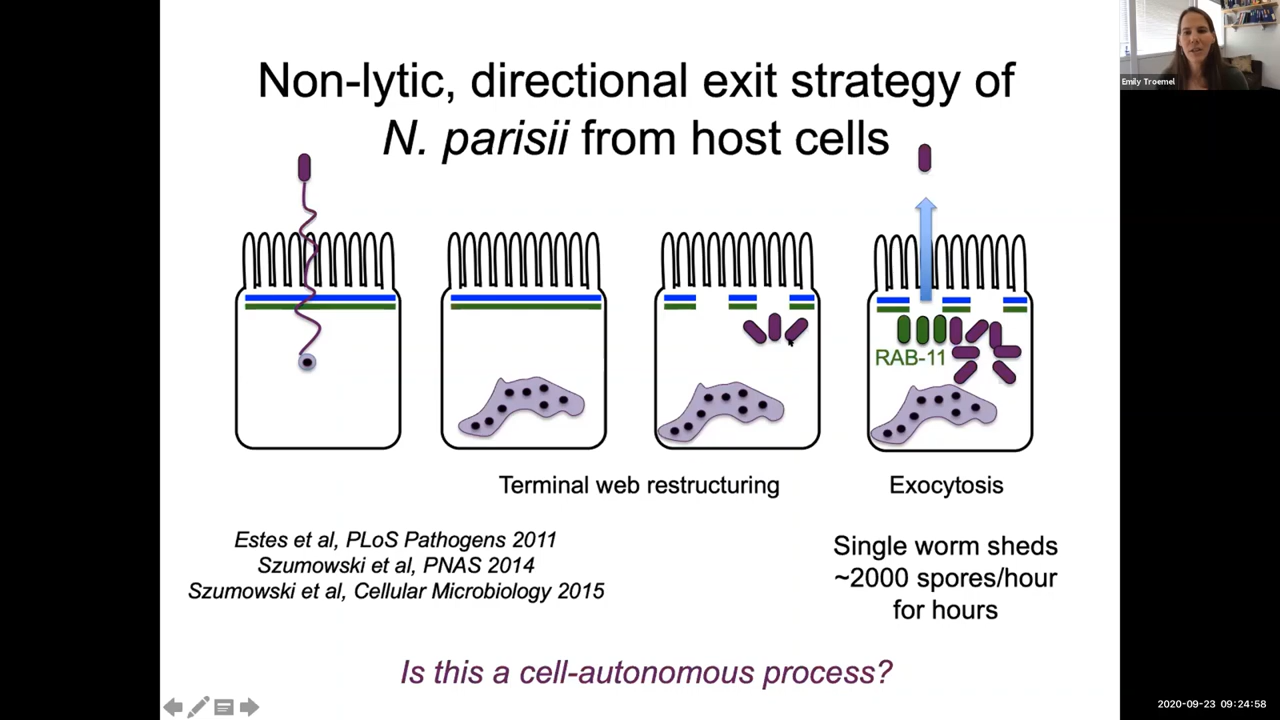 Non-lytic, directional exit strategy of
N. parisii from host cells
Emily Troemel
RAB-11
Terminal web restructuring
Exocytosis
Estes et al, PLoS Pathogens 2011
Szumowski et al, PNAS 2014
Szumowski et al, Cellular Microbiology 2015
Single worm sheds
~2000 spores/hour
for hours
Is this a cell-autonomous process?
2020-09-23 09:24:58